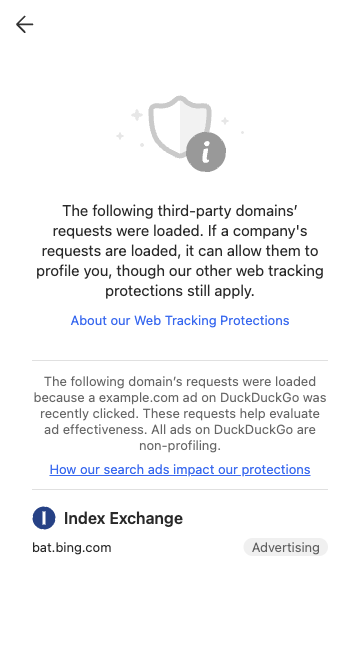 The following third-party domains’
requests were loaded. If a company's
requests are loaded, it can allow them to
profile you, though our other web tracking
protections still apply.
About our Web Tracking Protections
The following domain’s requests were loaded
because a example.com ad on DuckDuckGo was
recently clicked. These requests help evaluate
ad effectiveness. All ads on DuckDuckGo are
non-profiling.
How our search ads impact our protections
I Index Exchange
bat.bing.com Advertising